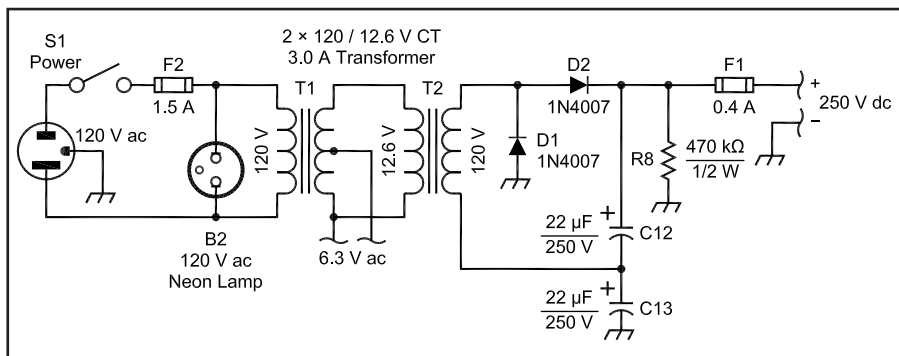 S1
Power
F2
1.5 A
120 V ac
B2
120 V ac
Neon Lamp
2 × 120 / 12.6 V CT
3.0 A Transformer
T1
120 V
6.3 V ac
12.6 V
T2
120 V
D1
1N4007
D2
1N4007
R8
470 kΩ
1/2 W
F1
0.4 A
+
250 V dc
−
22 µF
250 V
+
C12
22 µF
250 V
+
C13